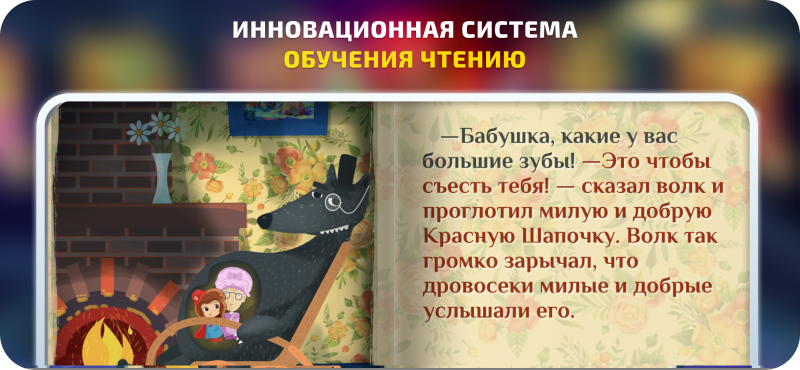 ИННОВАЦИОННАЯ СИСТЕМА
ОБУЧЕНИЯ ЧТЕНИЮ
—Бабушка, какие у вас
большие зубы! —Это чтобы
съесть тебя! — сказал волк и
проглотил милую и добрую
Красную Шапочку. Волк так
громко зарычал, что
дровосеки милые и добрые
услышали его.